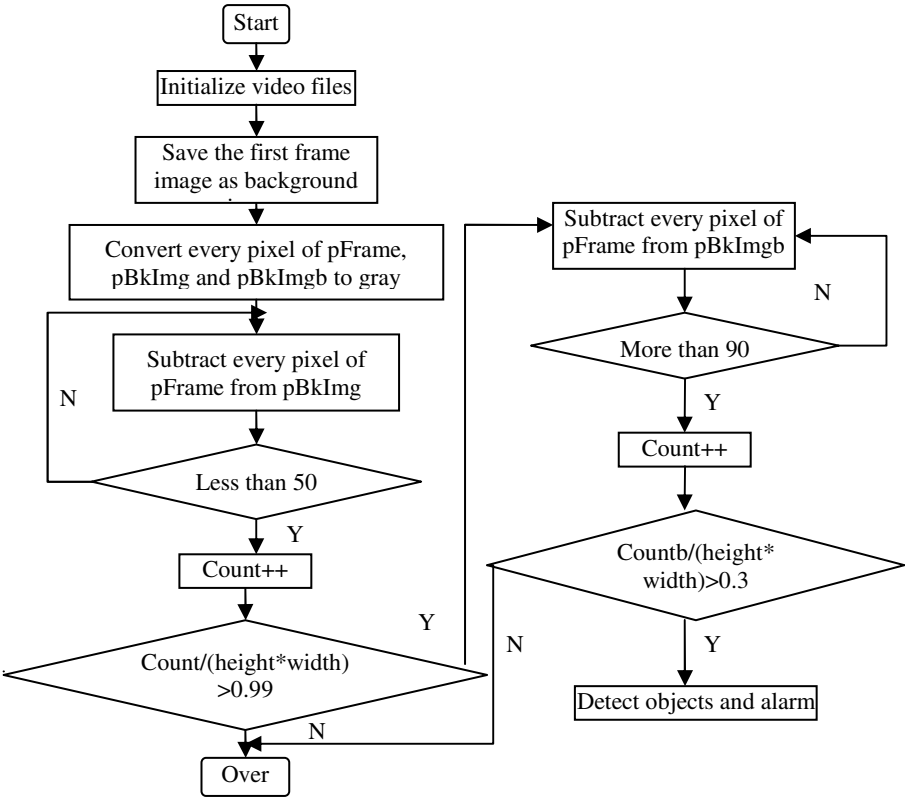 Start
Initialize video files
Save the first frame
image as background
Convert every pixel of pFrame,
pBkImg and pBkImgb to gray
Subtract every pixel of
pFrame from pBkImg
N
Less than 50
Y
Count++
Y
Count/(height*width)
>0.99
N
Over
Subtract every pixel of
pFrame from pBkImgb
N
More than 90
Y
Count++
Countb/(height*
width)>0.3
N
Y
Detect objects and alarm